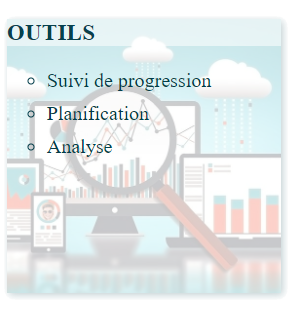 OUTILS
Suivi de progression
Planification
Analyse